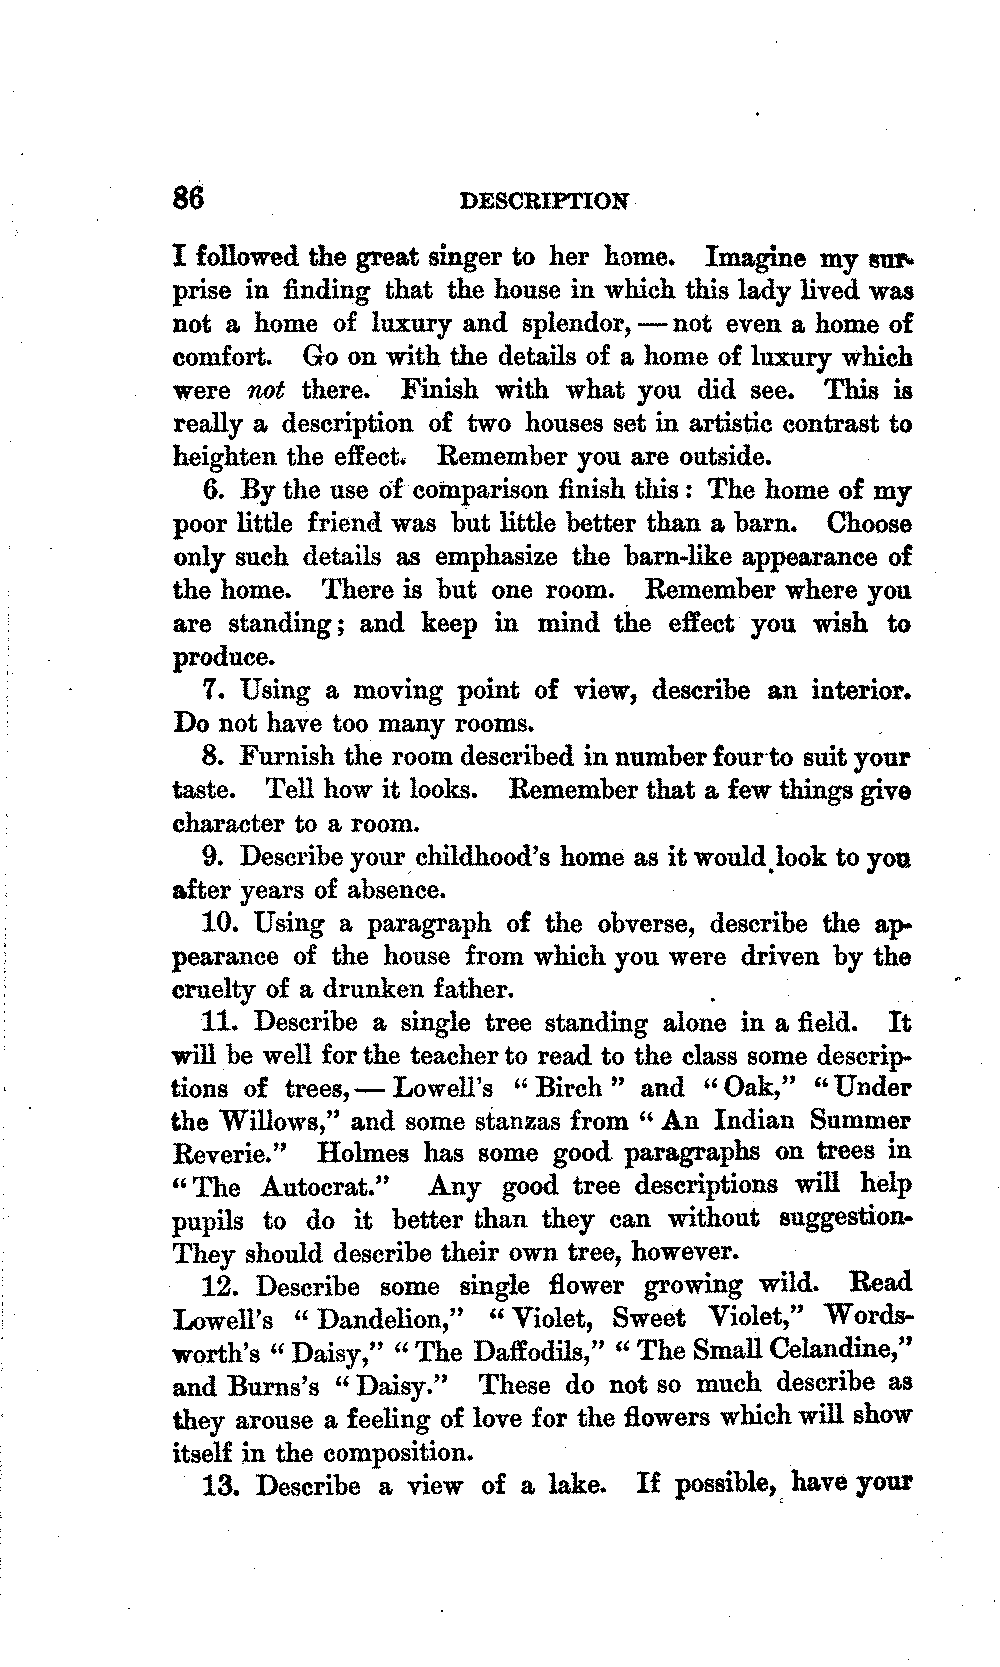 86 DESCRIPTION
I followed the great singer to her home. Imagine my sur-
prise in finding that the house in which this lady lived was
not a home of luxury and splendor, — not even a home of
comfort. Go on with the details of a home of luxury which
were not there. Finish with what you did see. This is
really a description of two houses set in artistic contrast to
heighten the effect. Remember you are outside.
6. By the use of comparison finish this: The home of my
poor little friend was but little better than a barn. Choose
only such details as emphasize the barn-like appearance of
the home. There is but one room. Remember where you
are standing; and keep in mind the effect you wish to
produce.
7. Using a moving point of view, describe an interior.
Do not have too many rooms.
8. Furnish the room described in number four to suit your
taste. Tell how it looks. Remember that a few things give
character to a room.
9. Describe your childhood's home as it would look to you
after years of absence.
10. Using a paragraph of the obverse, describe the ap-
pearance of the house from which you were driven by the
cruelty of a drunken father.
11. Describe a single tree standing alone in a field. It
will be well for the teacher to read to the class some descrip-
tions of trees, — Lowell's "Birch" and "Oak," "Under
the Willows," and some stanzas from "An Indian Summer
Reverie." Holmes has some good paragraphs on trees in
"The Autocrat." Any good tree descriptions will help
pupils to do it better than they can without suggestion.
They should describe their own tree, however.
12. Describe some single flower growing wild. Read
Lowell's "Dandelion," "Violet, Sweet Violet," Words-
worth's "Daisy," "The Daffodils," "The Small Celandine,"
and Burns's "Daisy." These do not so much describe as
they arouse a feeling of love for the flowers which will show
itself in the composition.
13. Describe a view of a lake. If possible, have your